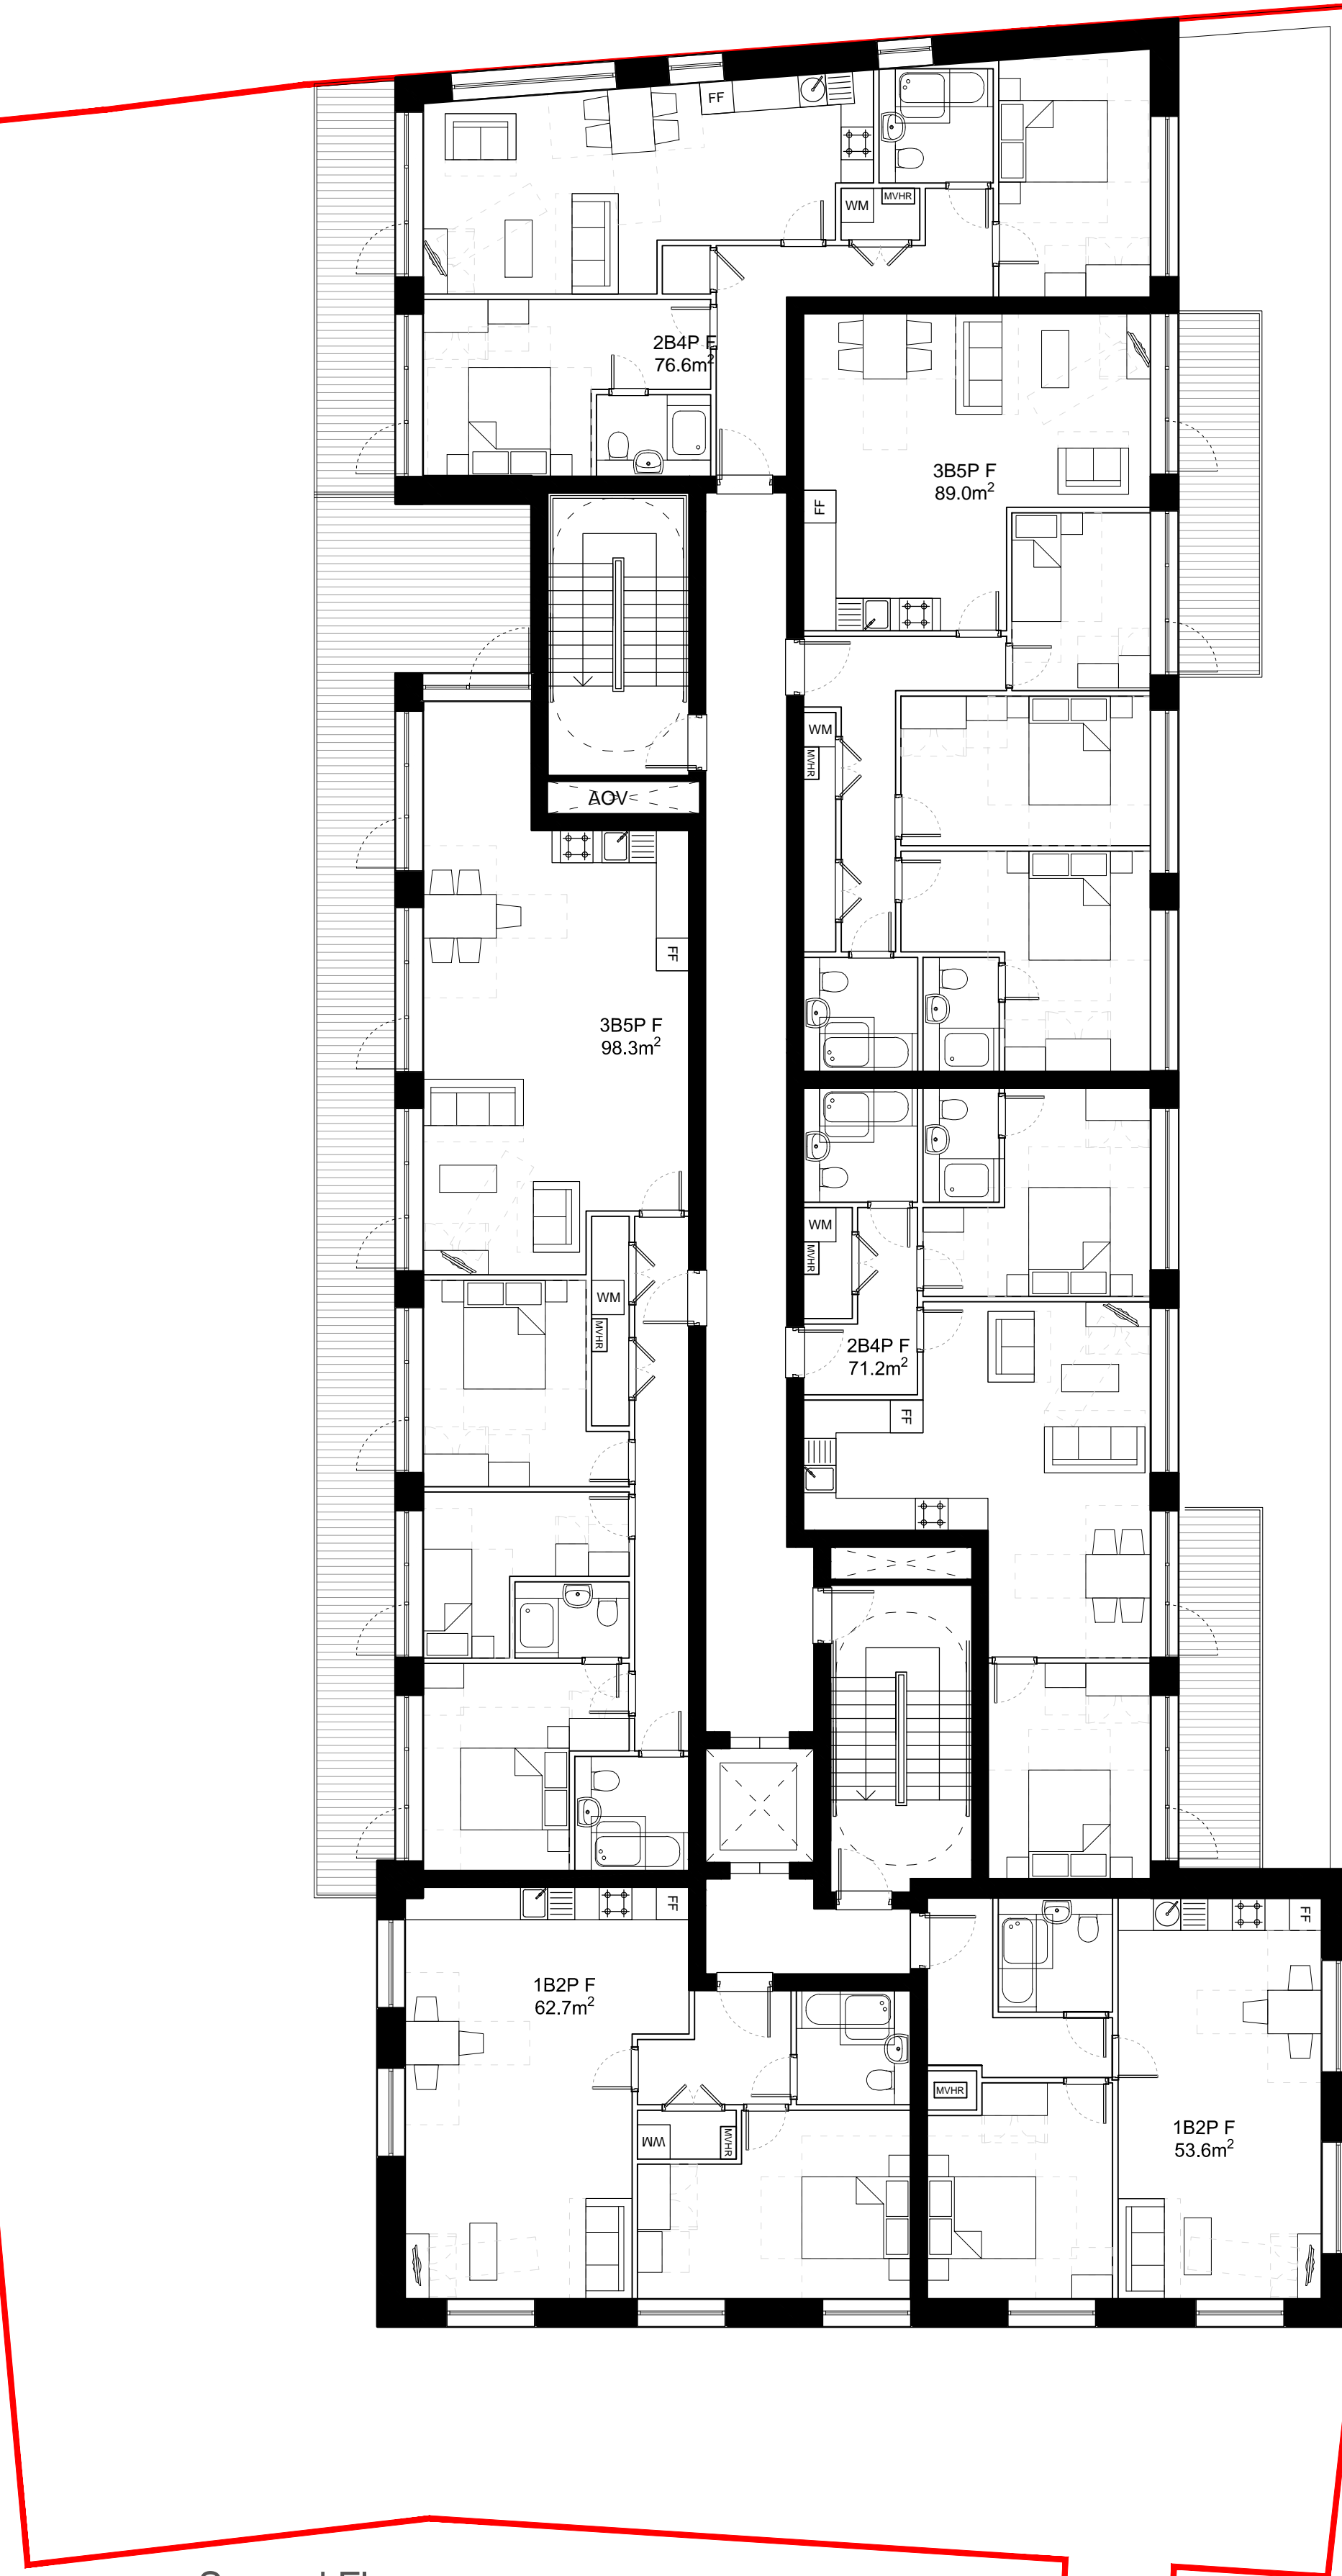 FF
WM
MVHR
2B4P F
76.6m²
3B5P F
89.0m²
FF
WM
MVHR
AOV
FF
3B5P F
98.3m²
WM
MVHR
WM
MVHR
2B4P F
71.2m²
FF
FF
FF
1B2P F
62.7m²
MVHR
WM
MVHR
1B2P F
53.6m²